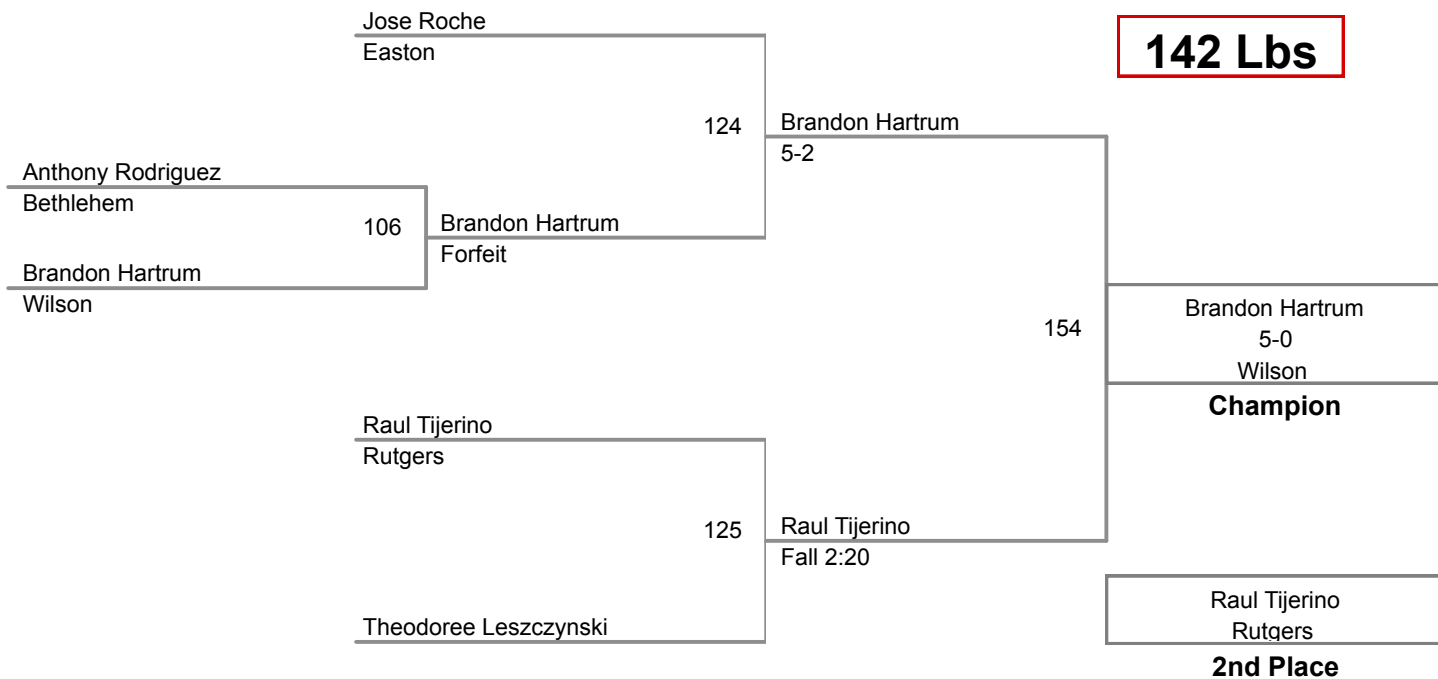 Jose Roche
Easton
142 Lbs
124
Brandon Hartrum
5-2
Anthony Rodriguez
Bethlehem
106
Brandon Hartrum
Forfeit
Brandon Hartrum
Wilson
154
Brandon Hartrum
5-0
Wilson
Champion
Raul Tijerino
Rutgers
125
Raul Tijerino
Fall 2:20
Theodoree Leszczynski
Raul Tijerino
Rutgers
2nd Place